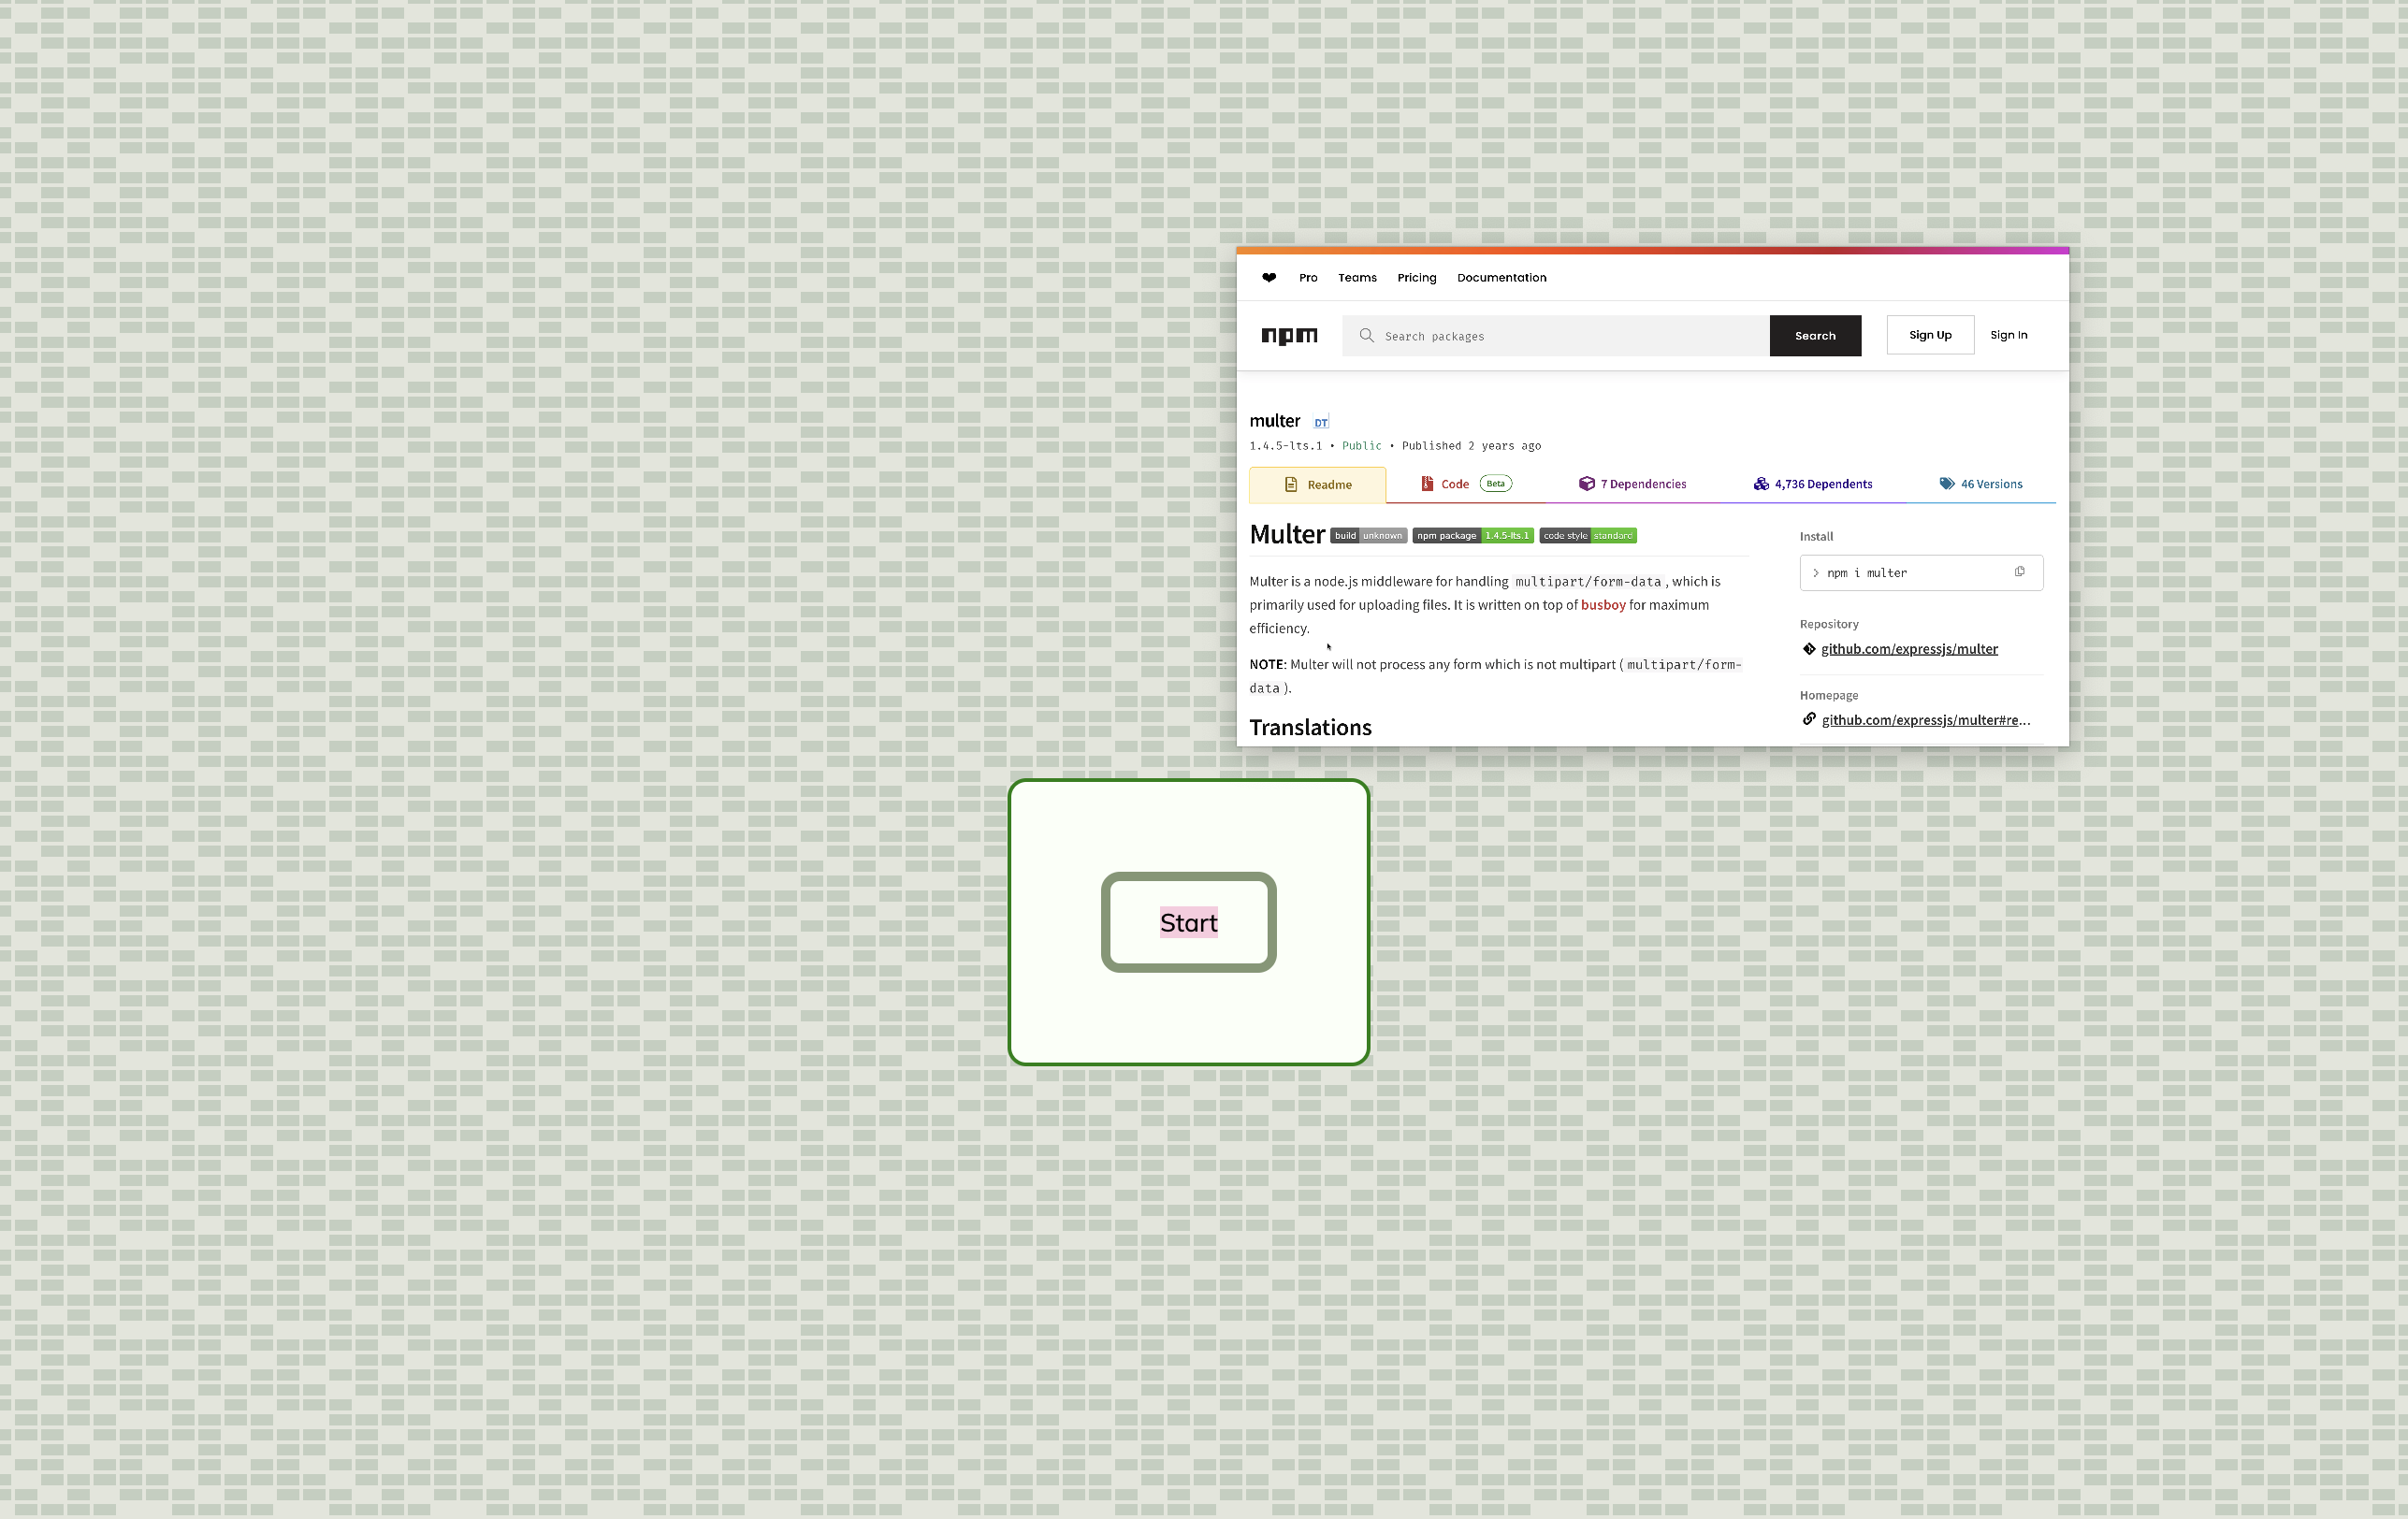 Pro Teams Pricing Documentation
npm Search packages Search Sign Up Sign In
multer DT
1.4.5-lts.1 • Public • Published 2 years ago
Readme Code Beta 7 Dependencies 4,736 Dependents 46 Versions
Multer build unknown npm package 1.4.5-lts.1 code style standard
Multer is a node.js middleware for handling multipart/form-data , which is
primarily used for uploading files. It is written on top of busboy for maximum
efficiency.
NOTE: Multer will not process any form which is not multipart ( multipart/form-
data ).
Translations
Install
> npm i multer
Repository
github.com/expressjs/multer
Homepage
github.com/expressjs/multer#re...
Start